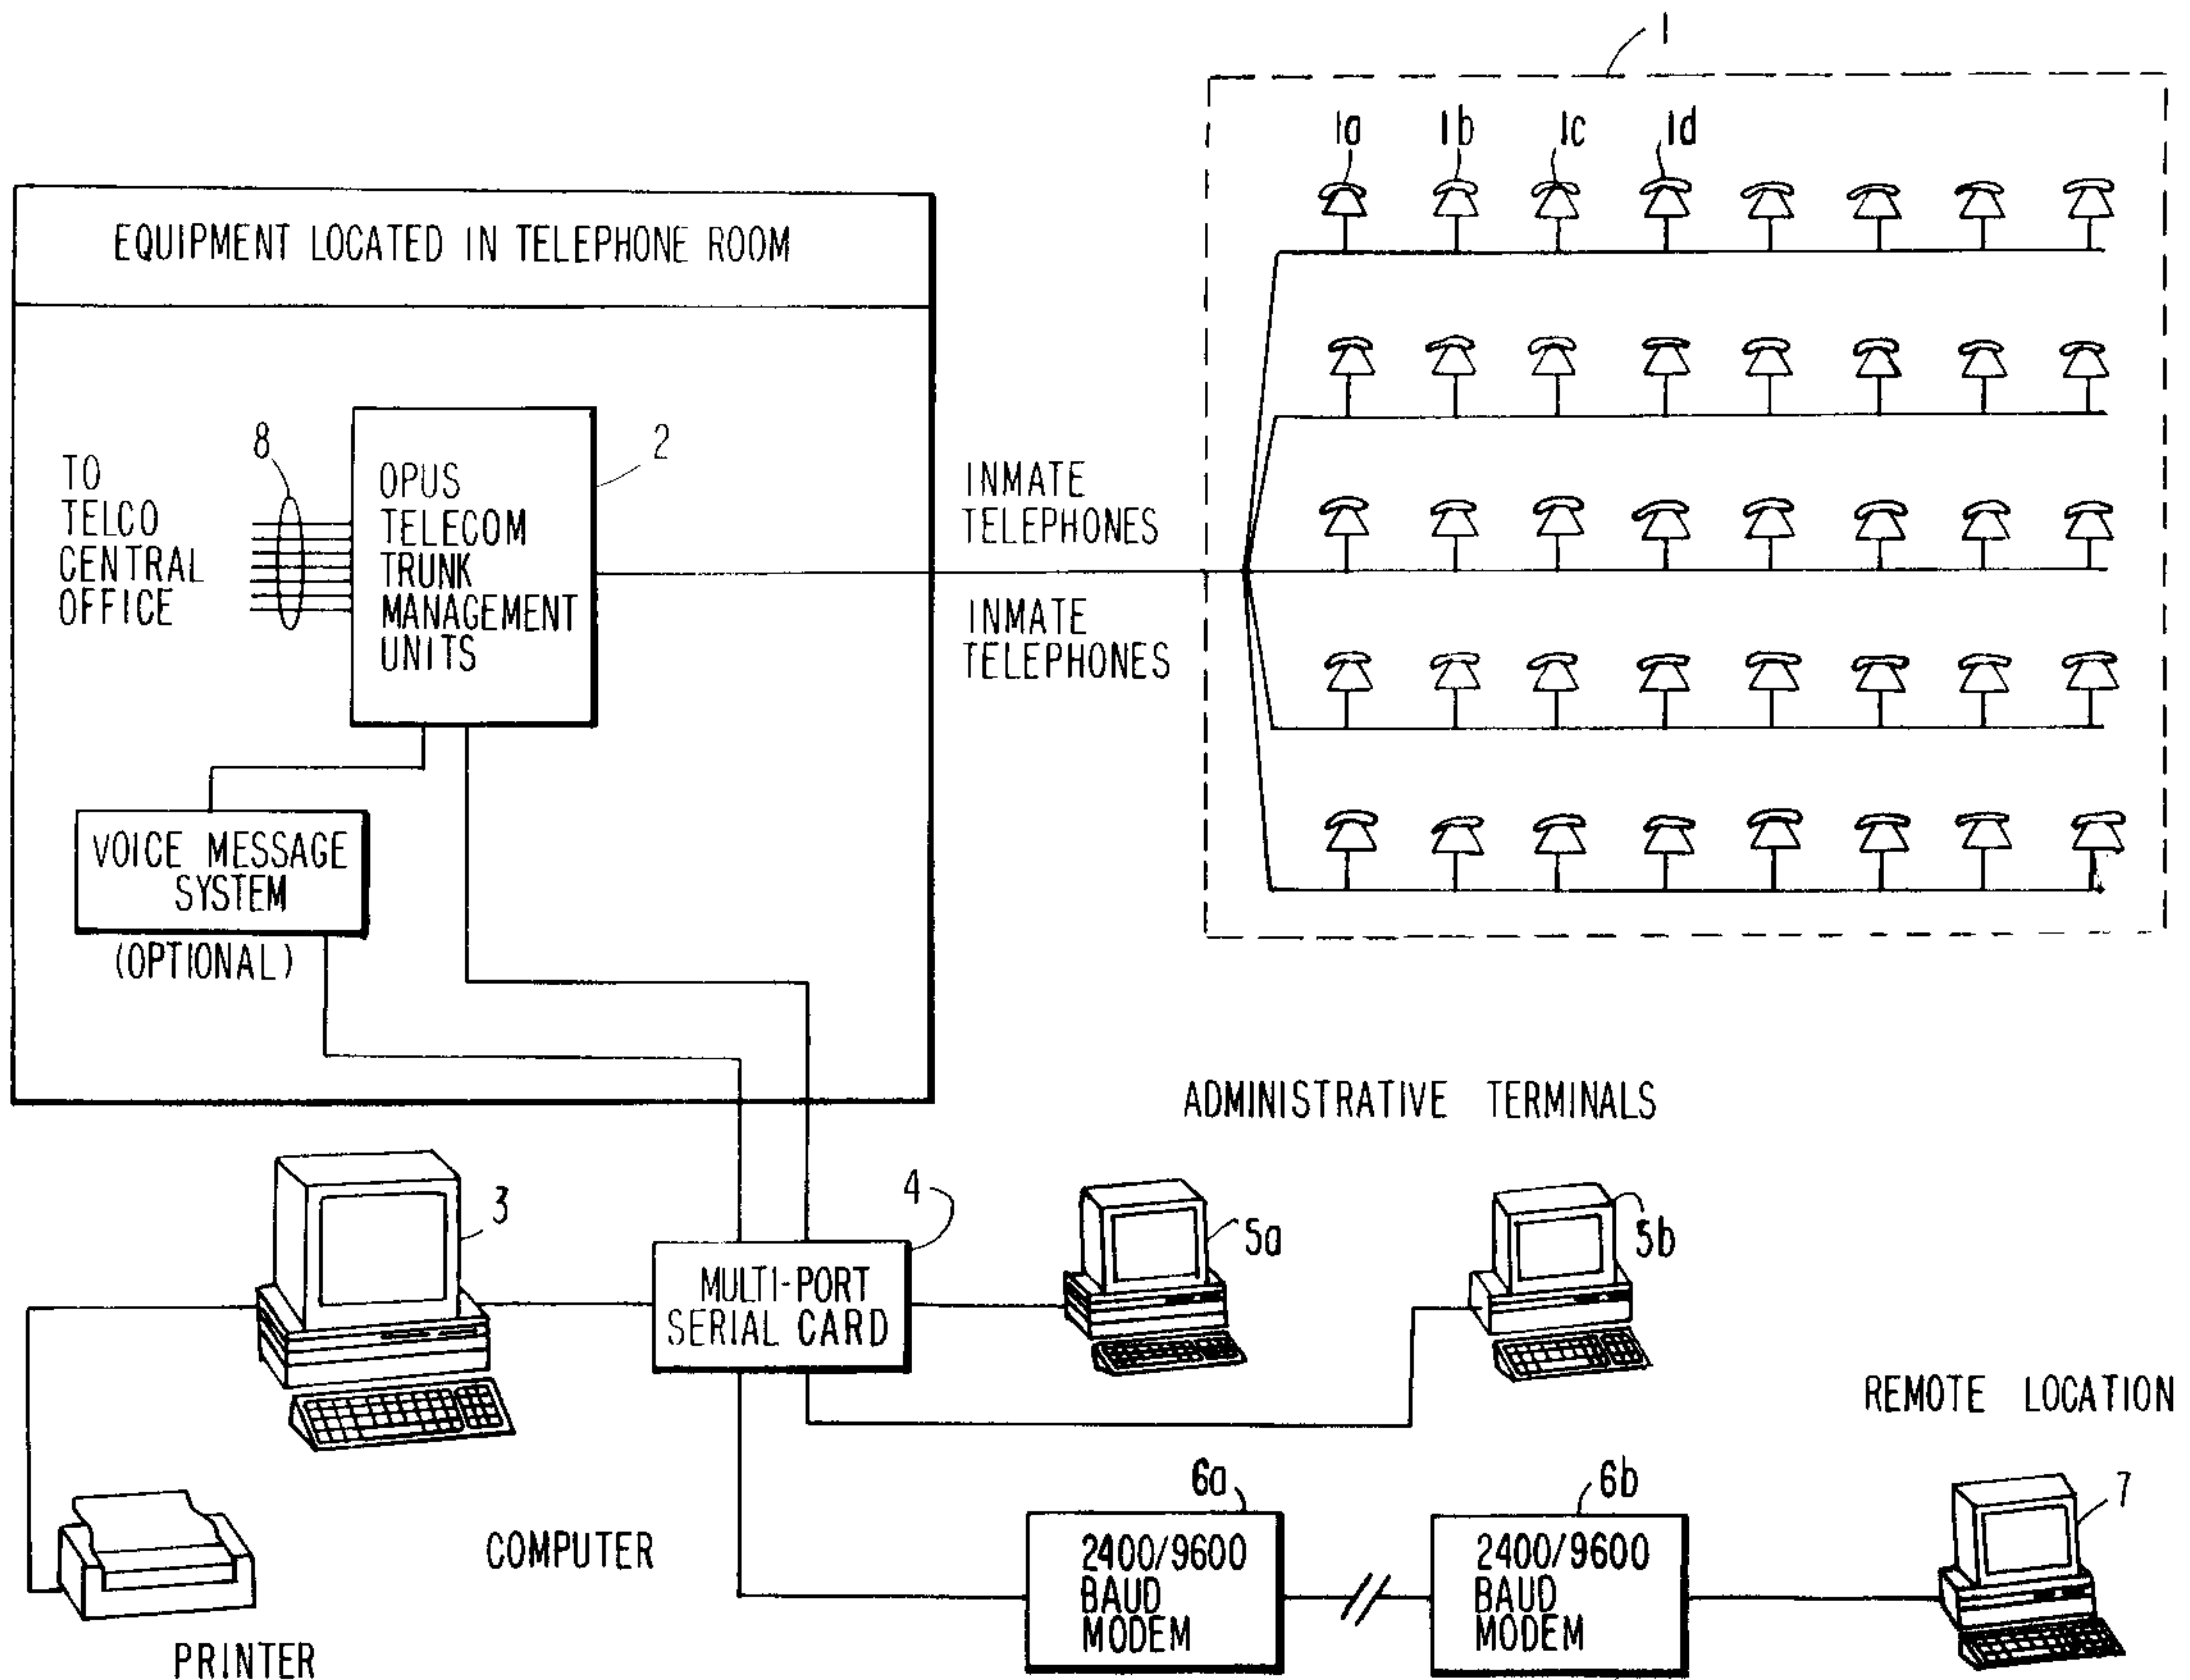 1
1a 1b 1c 1d
EQUIPMENT LOCATED IN TELEPHONE ROOM
TO
TELCO
CENTRAL
OFFICE
8
OPUS
TELECOM
TRUNK
MANAGEMENT
UNITS
2
INMATE
TELEPHONES
INMATE
TELEPHONES
VOICE MESSAGE
SYSTEM
(OPTIONAL)
ADMINISTRATIVE TERMINALS
3
4
MULTI-PORT
SERIAL CARD
5a
5b
REMOTE LOCATION
6a
6b
7
COMPUTER
2400/9600
BAUD
MODEM
2400/9600
BAUD
MODEM
PRINTER